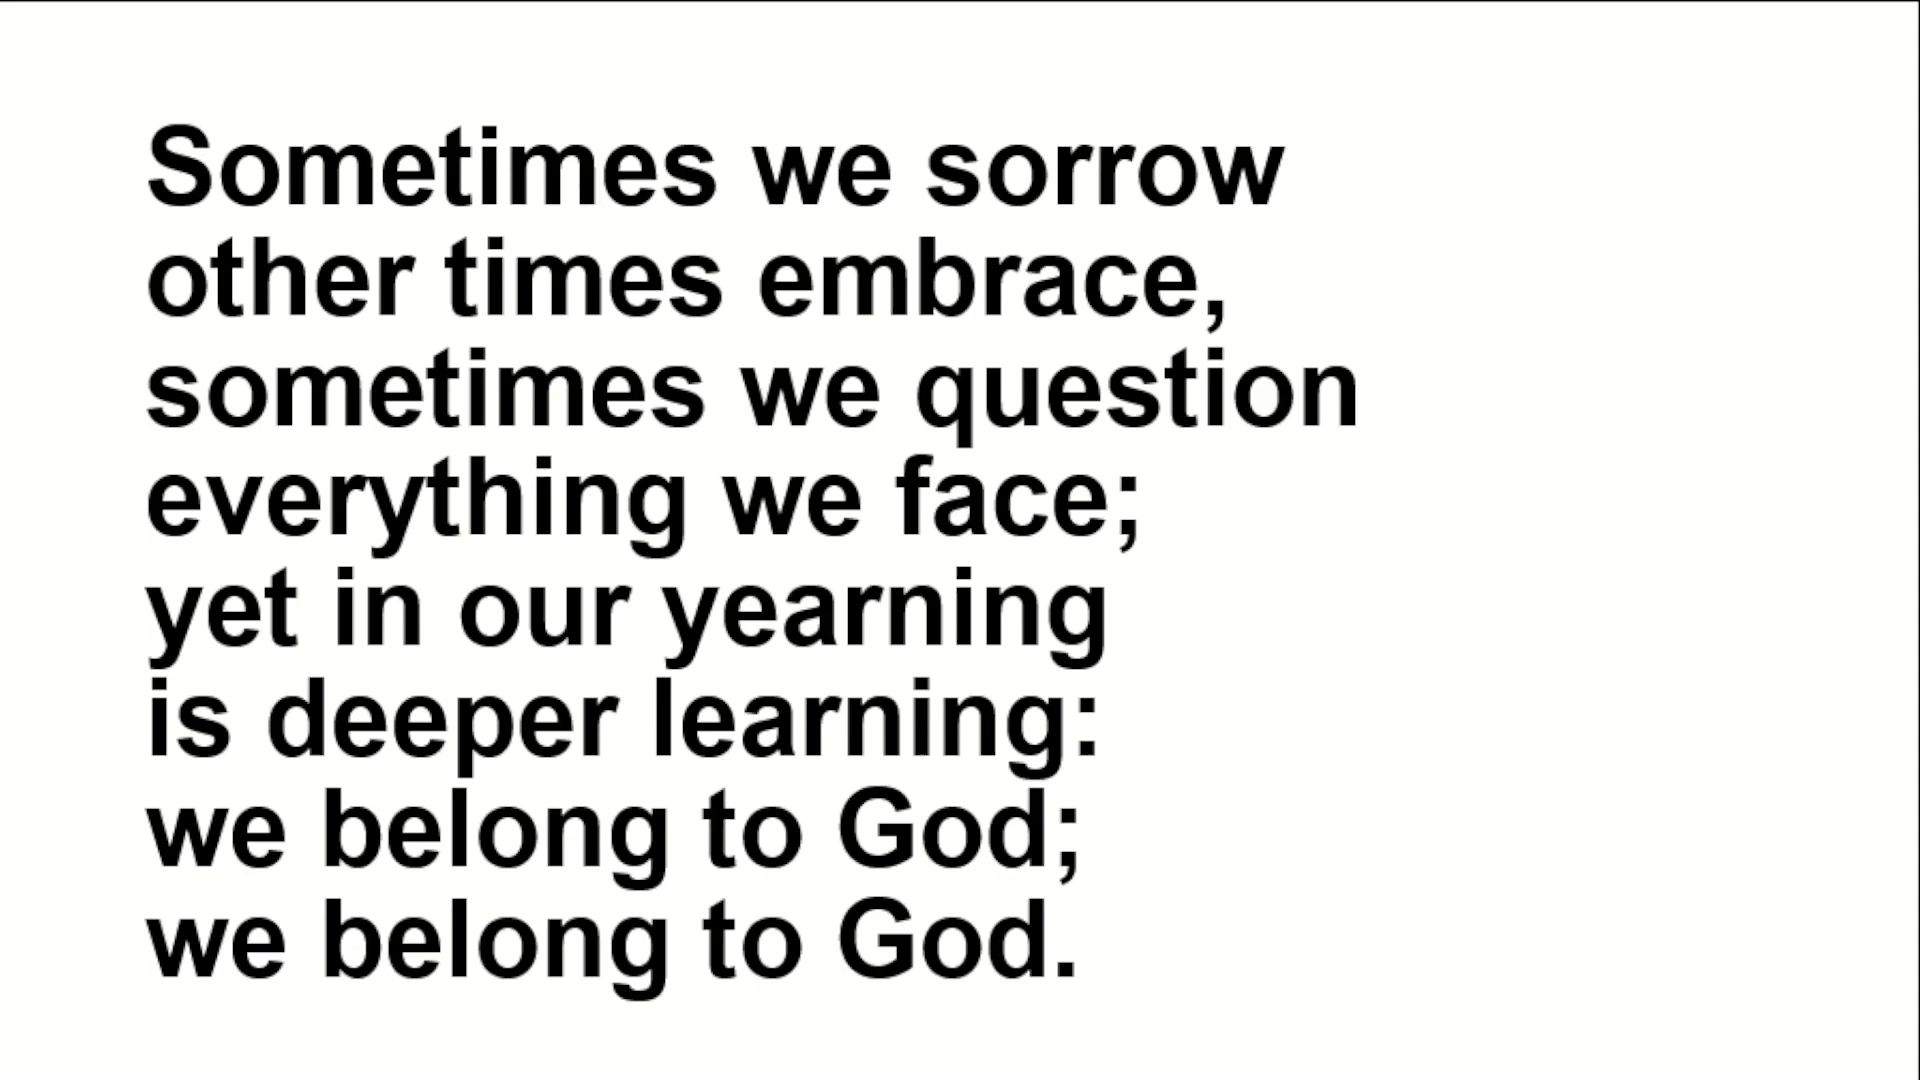 Sometimes we sorrow
other times embrace,
sometimes we question
everything we face;
yet in our yearning
is deeper learning:
we belong to God;
we belong to God.